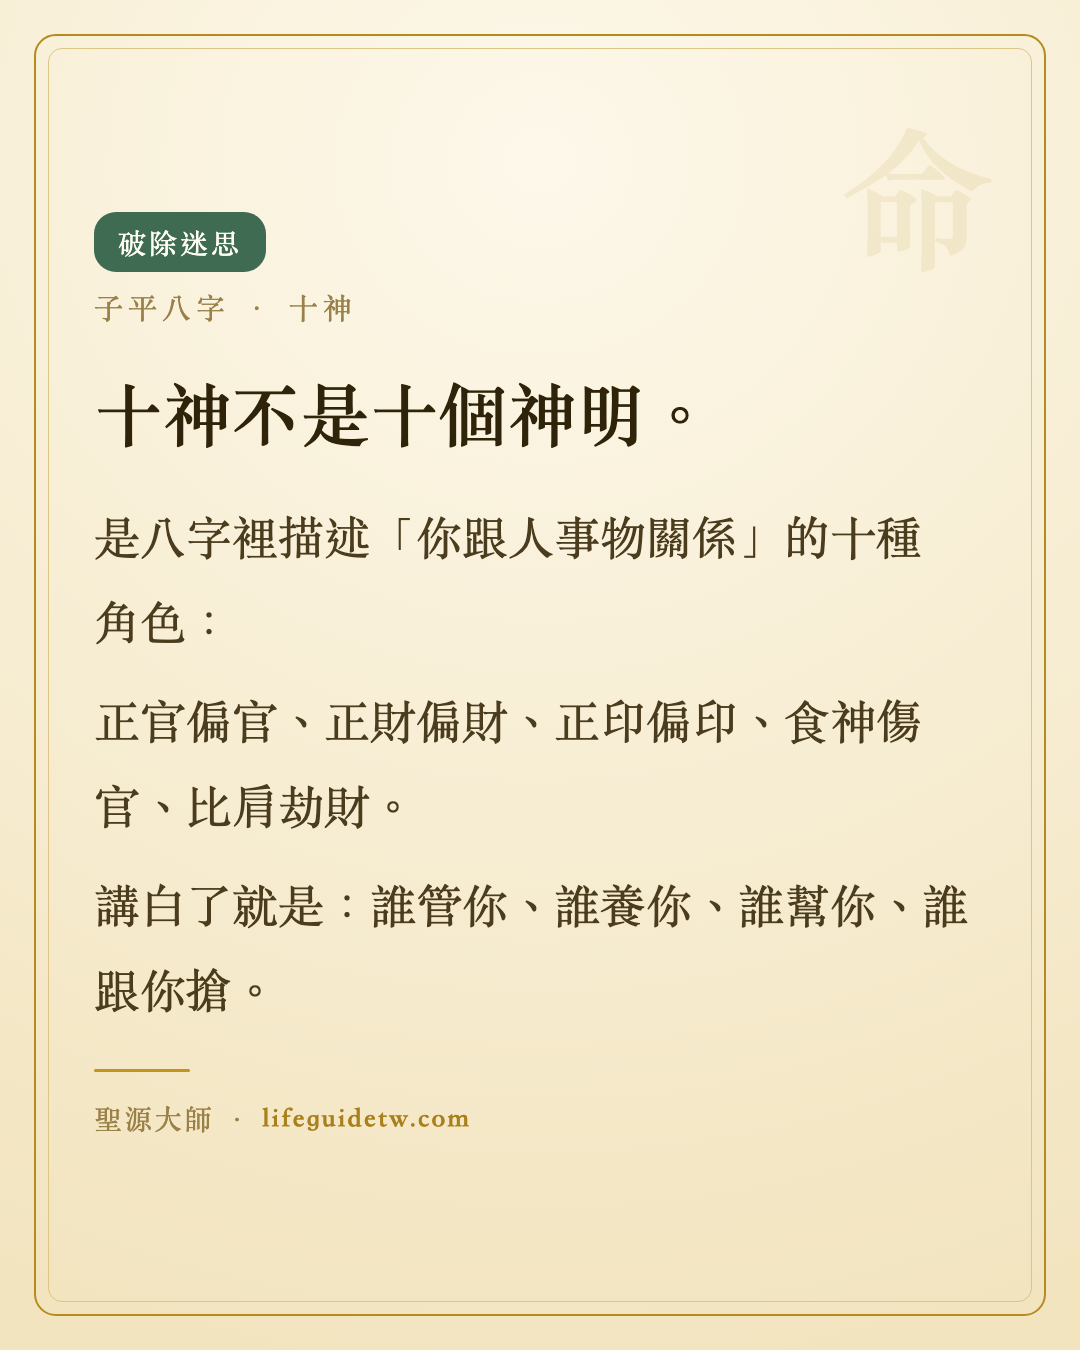 命
破除迷思
子平八字 · 十神
十神不是十個神明。
是八字裡描述「你跟人事物關係」的十種
角色：
正官偏官、正財偏財、正印偏印、食神傷
官、比肩劫財。
講白了就是：誰管你、誰養你、誰幫你、誰
跟你搶。
聖源大師 · lifeguidetw.com